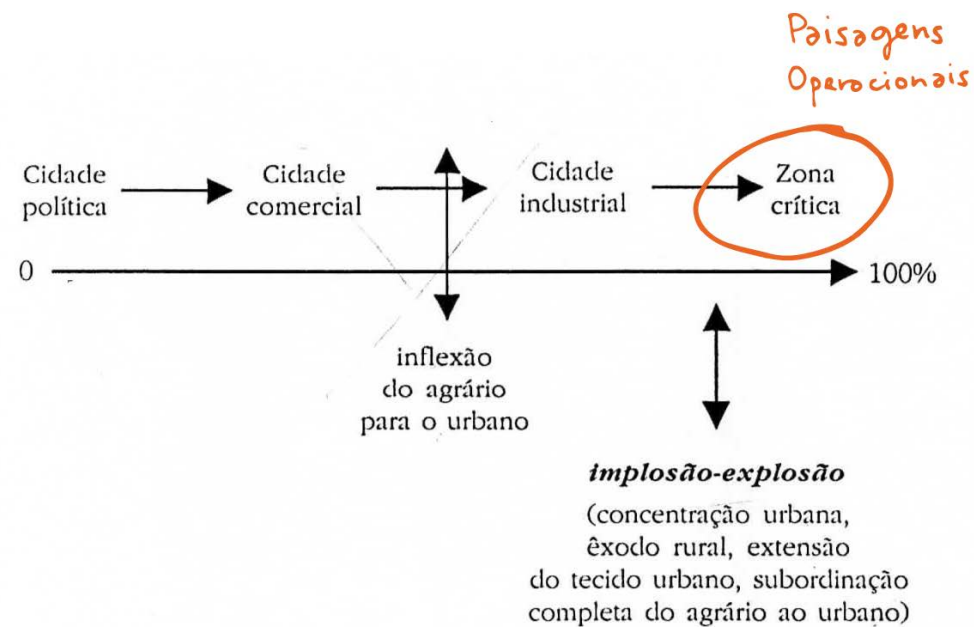 Paisagens
Operacionais
Cidade
política
Cidade
comercial
Cidade
industrial
Zona
crítica
0
100%
inflexão
do agrário
para o urbano
implosão-explosão
(concentração urbana,
êxodo rural, extensão
do tecido urbano, subordinação
completa do agrário ao urbano)